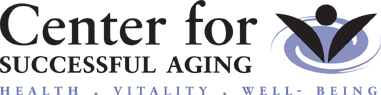 Center for
SUCCESSFUL AGING
HEALTH . VITALITY . WELL- BEING